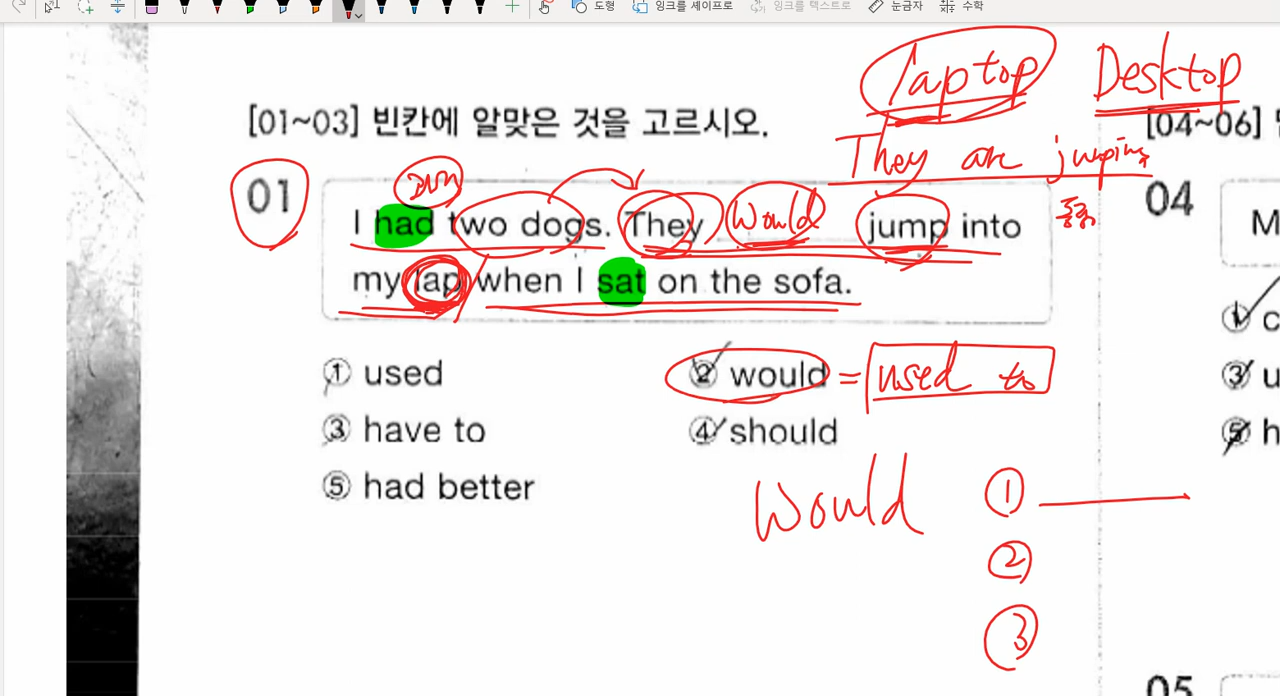 도형 잉크를 셰이프로 잉크를 텍스트로 눈금자 수학
laptop Desktop
[01~03] 빈칸에 알맞은 것을 고르시오.
[04~06]
They are jumping
01
I had two dogs. They would jump into
my lap when I sat on the sofa.
04
M
① used
② would = used to
③ have to
④ should
⑤ had better
① c
③ u
⑤ h
Would ①
②
③
05